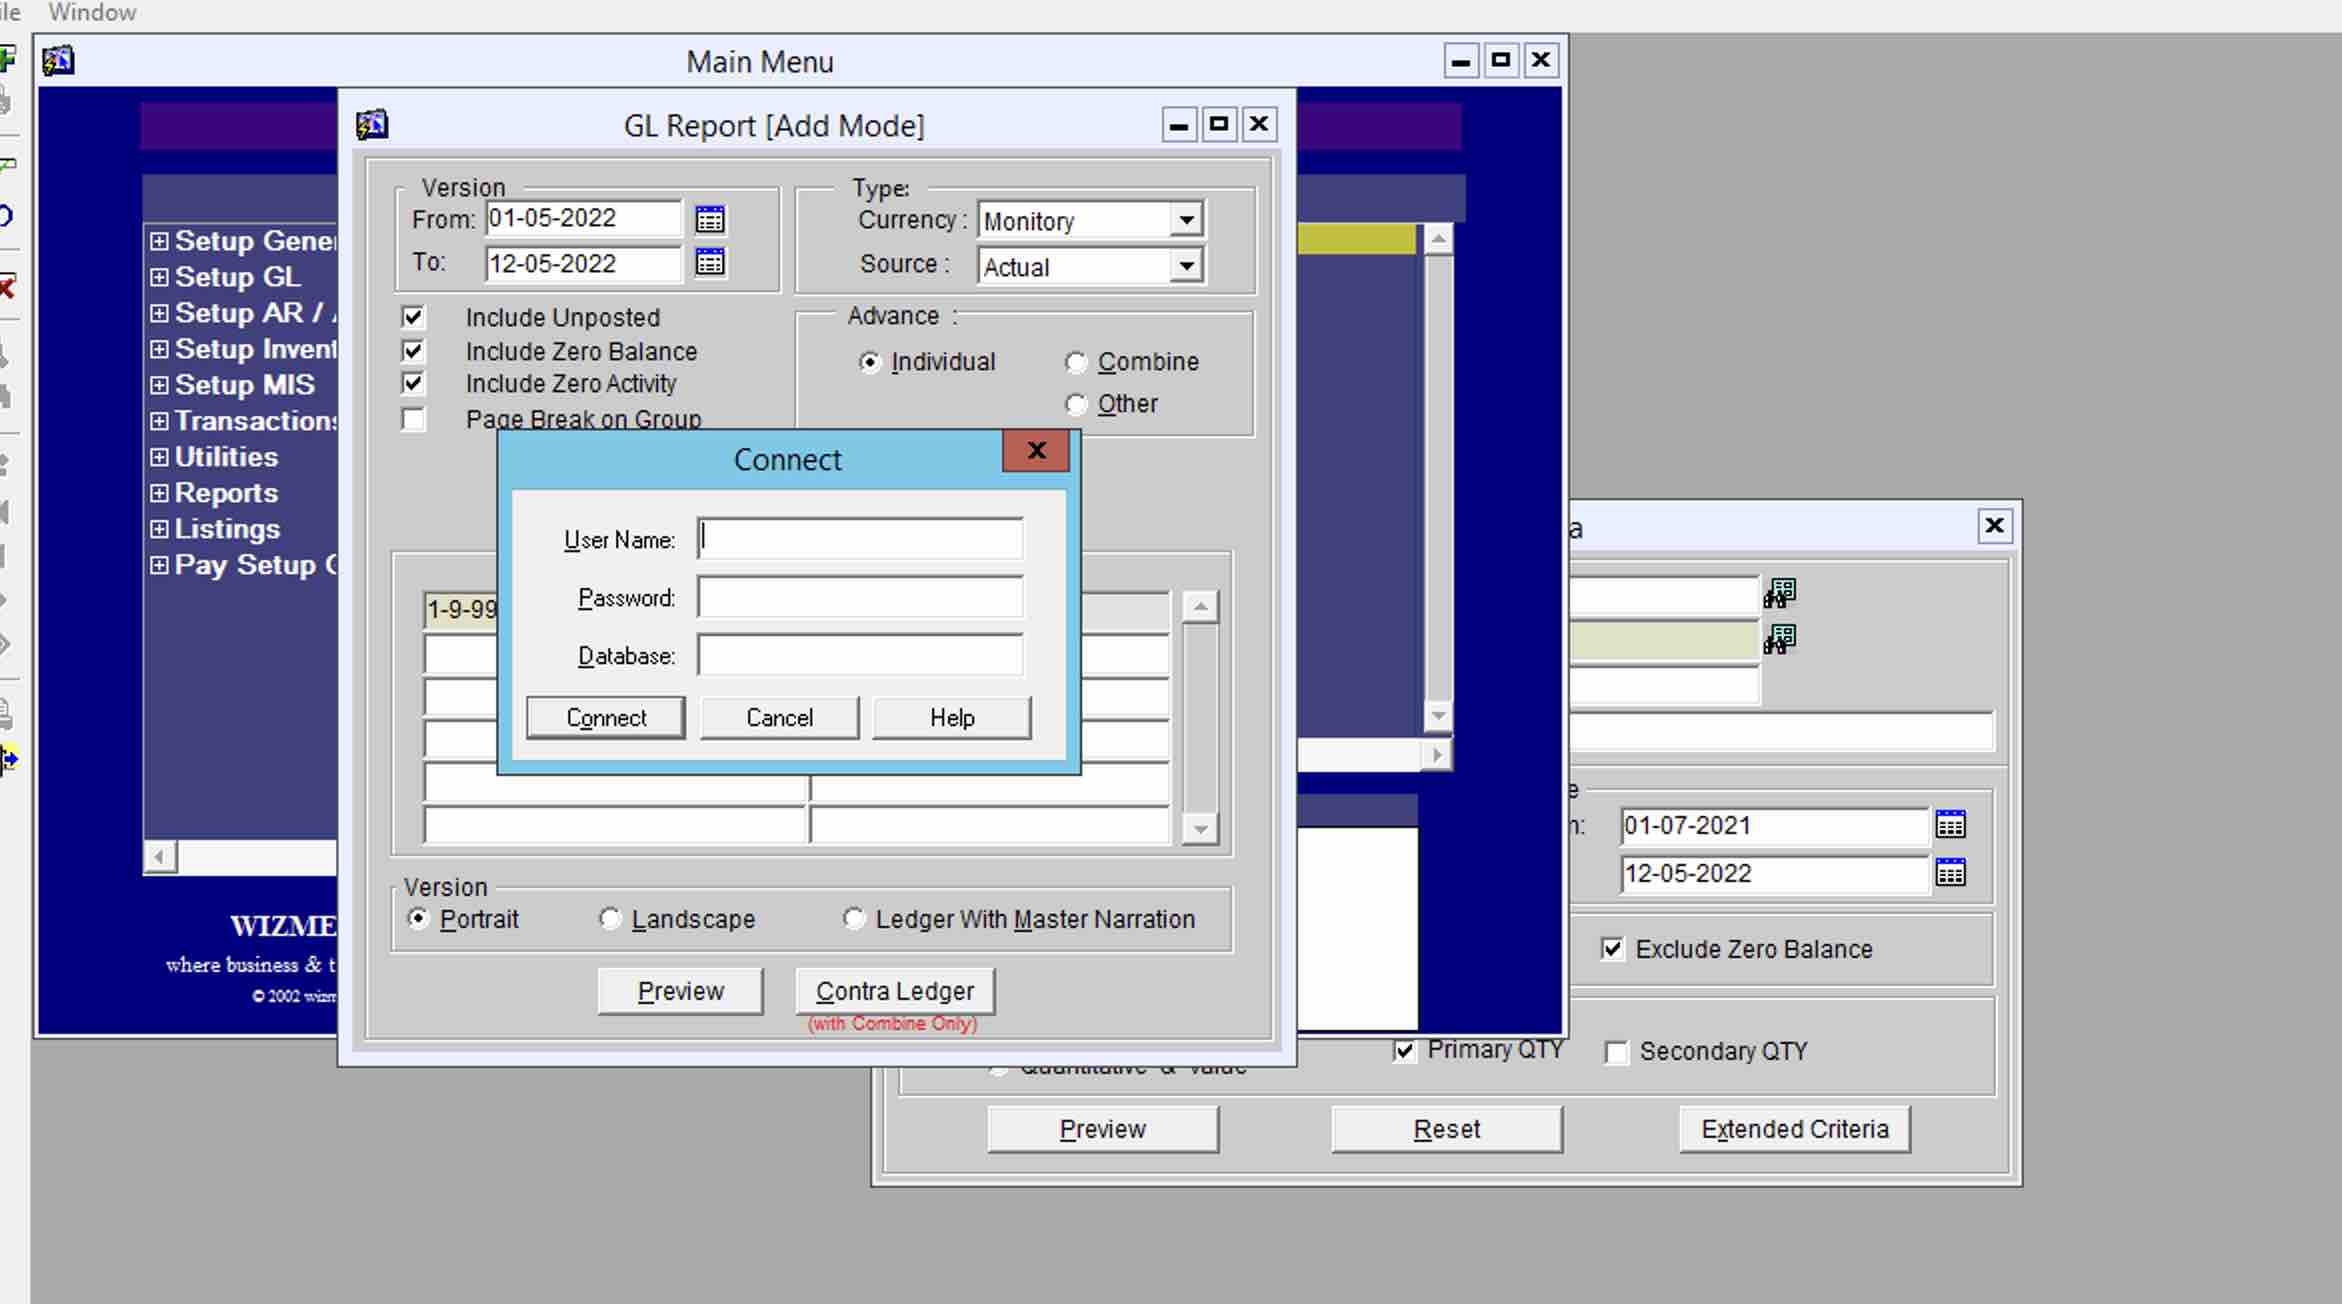 ile Window
Main Menu
GL Report [Add Mode]
Version
From: 01-05-2022
To: 12-05-2022
Type:
Currency : Monitory
Source : Actual
Include Unposted
Include Zero Balance
Include Zero Activity
Page Break on Group
Advance :
Individual
Combine
Other
Setup Gener
Setup GL
Setup AR / A
Setup Invent
Setup MIS
Transactions
Utilities
Reports
Listings
Pay Setup G
Connect
User Name:
Password:
Database:
Connect Cancel Help
1-9-99
Version
Portrait Landscape Ledger With Master Narration
Preview Contra Ledger
(with Combine Only)
WIZME
where business & t
© 2002 wizm
a
e
n: 01-07-2021
12-05-2022
Exclude Zero Balance
Quantitative & Value
Primary QTY Secondary QTY
Preview Reset Extended Criteria